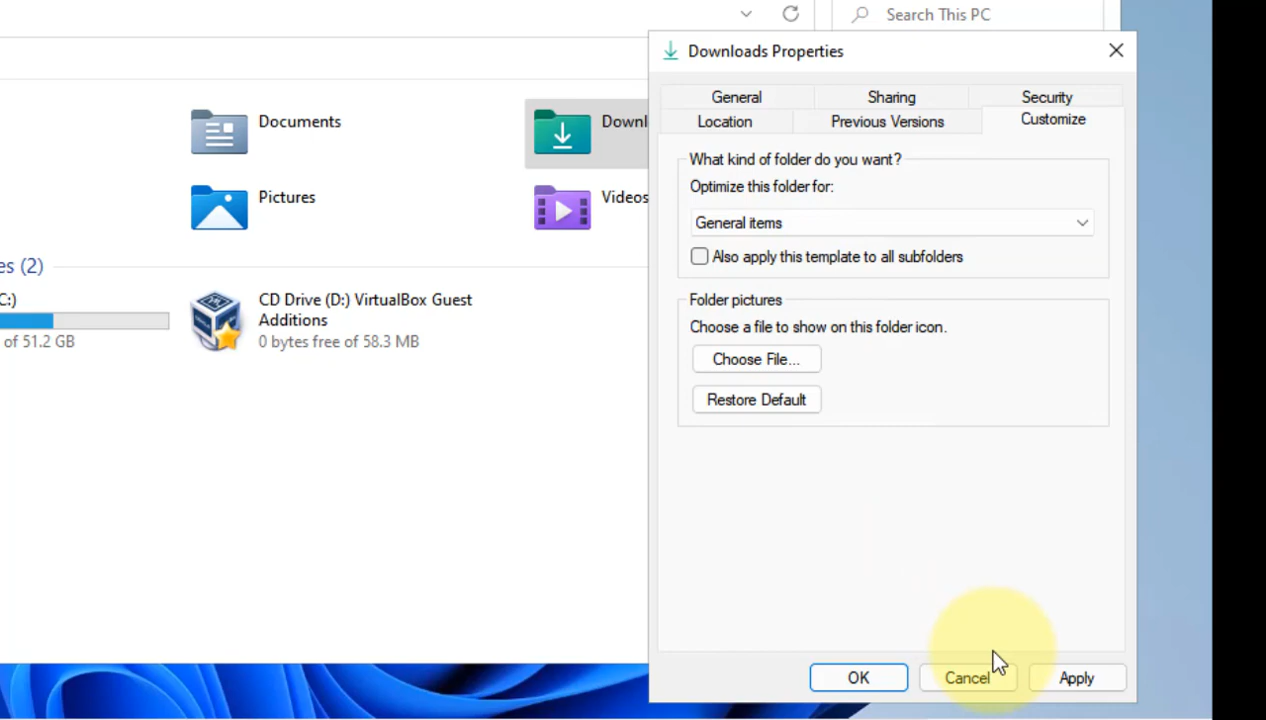 Search This PC
Downloads Properties
General
Sharing
Security
Location
Previous Versions
Customize
What kind of folder do you want?
Optimize this folder for:
General items
Also apply this template to all subfolders
Folder pictures
Choose a file to show on this folder icon.
Choose File...
Restore Default
OK
Cancel
Apply
Documents
Downl
Pictures
Videos
es (2)
C:)
of 51.2 GB
CD Drive (D:) VirtualBox Guest
Additions
0 bytes free of 58.3 MB